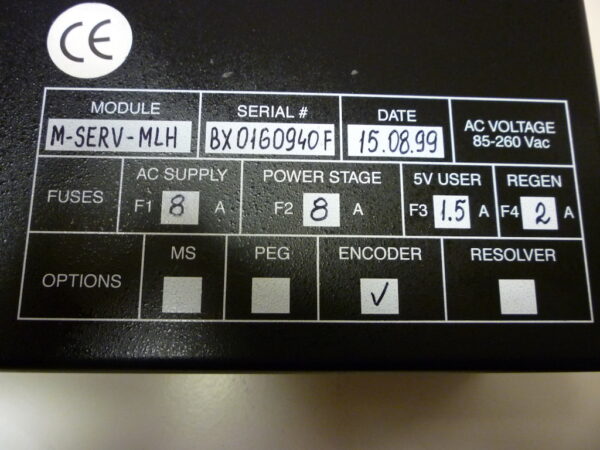 CE
MODULE SERIAL # DATE AC VOLTAGE
M-SERV-MLH BX0160940F 15.08.99 85-260 Vac
AC SUPPLY POWER STAGE 5V USER REGEN
FUSES F1 8 A F2 8 A F3 1.5 A F4 2 A
MS PEG ENCODER RESOLVER
OPTIONS ✓